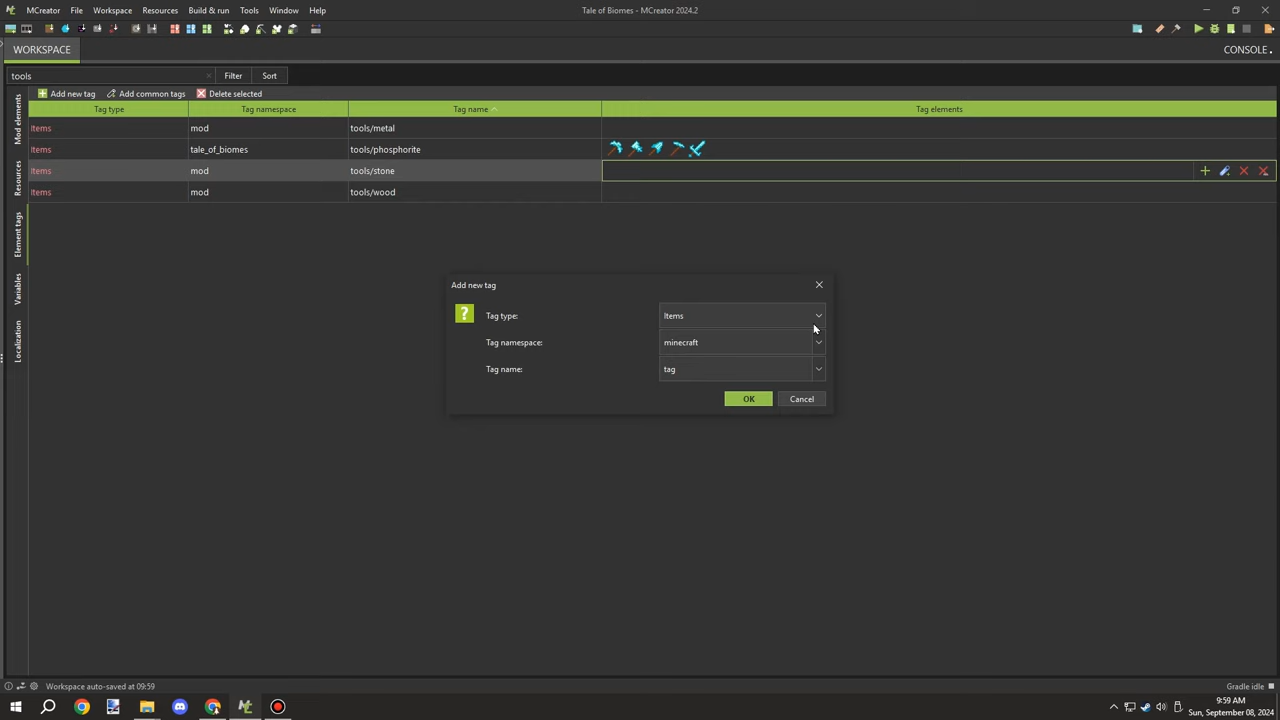 MCreator File Workspace Resources Build & run Tools Window Help
Tale of Biomes - MCreator 2024.2
WORKSPACE
CONSOLE
tools
Filter
Sort
Add new tag
Add common tags
Delete selected
Tag type Tag namespace Tag name Tag elements
Items mod tools/metal
Items tale_of_biomes tools/phosphorite
Items mod tools/stone
Items mod tools/wood
Mod elements
Resources
Element tags
Variables
Localization
Add new tag
?
Tag type: Items
Tag namespace: minecraft
Tag name: tag
OK Cancel
Workspace auto-saved at 09:59
Gradle idle
9:59 AM
Sun, September 08, 2024